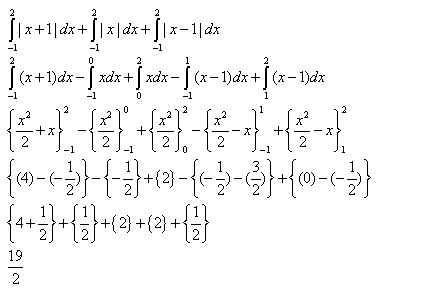 ∫_{-1}^{2} | x+1 | dx + ∫_{-1}^{2} | x | dx + ∫_{-1}^{2} | x−1 | dx
∫_{-1}^{2} (x+1)dx − ∫_{-1}^{0} xdx + ∫_{0}^{2} xdx − ∫_{-1}^{1} (x−1)dx + ∫_{1}^{2} (x−1)dx
{x²/2 + x}_{-1}^{2} − {x²/2}_{-1}^{0} + {x²/2}_{0}^{2} − {x²/2 − x}_{-1}^{1} + {x²/2 − x}_{1}^{2}
{(4) − (−1/2)} − {−1/2} + {2} − {(−1/2) − (3/2)} + {(0) − (−1/2)}
{4 + 1/2} + {1/2} + {2} + {2} + {1/2}
19/2